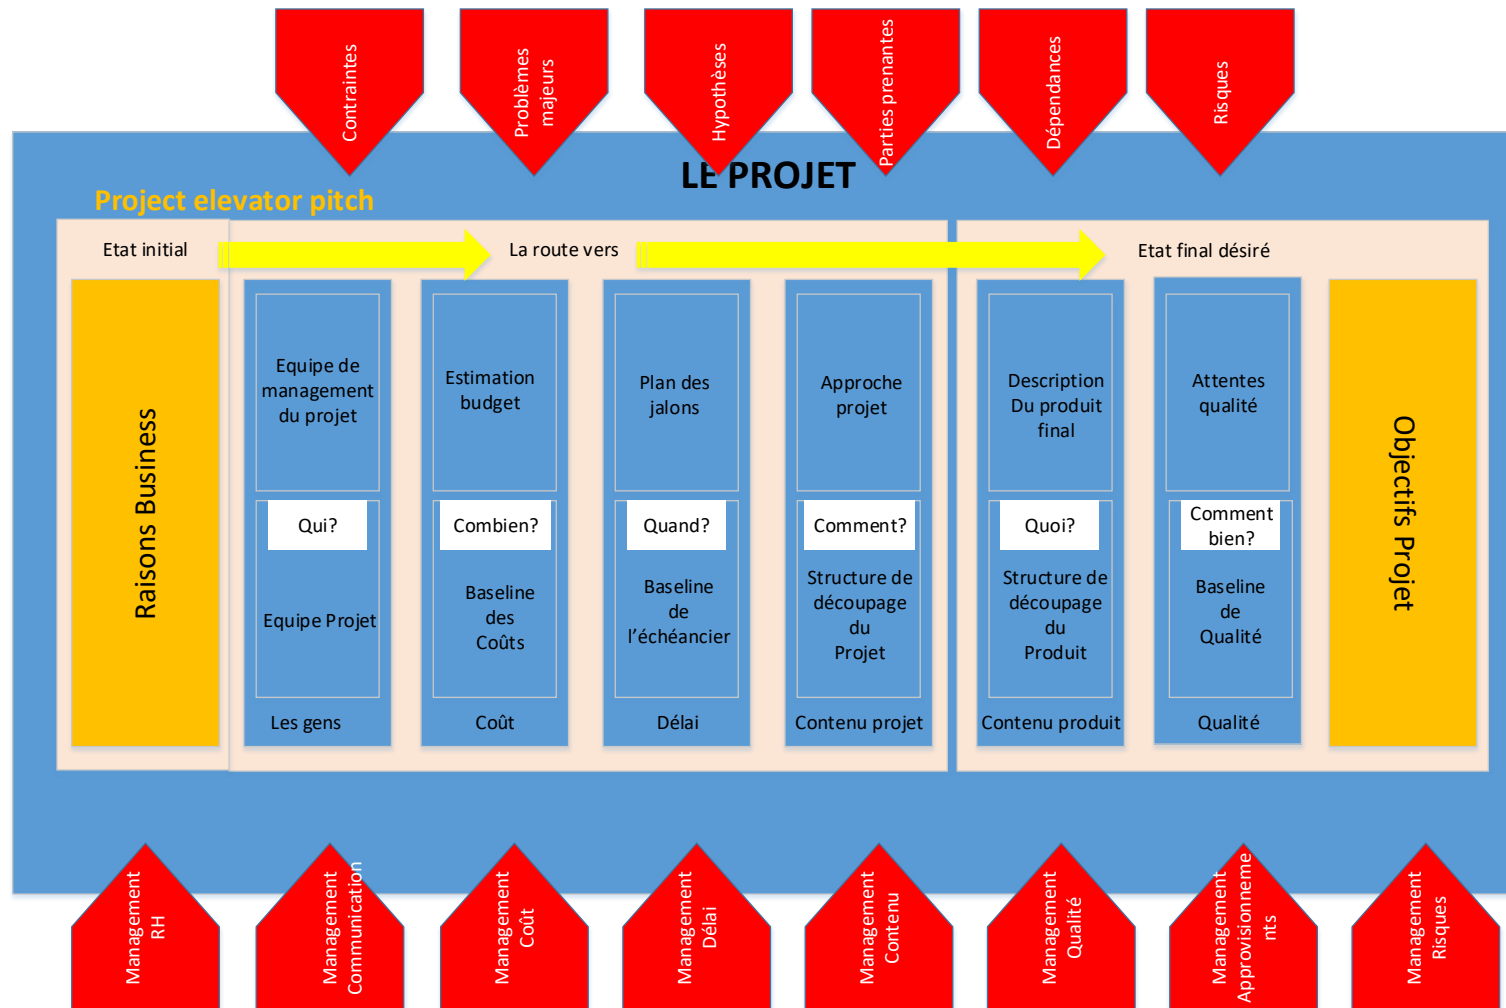 Contraintes
Problèmes
majeurs
Hypothèses
Parties prenantes
Dépendances
Risques
LE PROJET
Project elevator pitch
Etat initial
La route vers
Etat final désiré
Raisons Business
Equipe de
management
du projet
Qui?
Equipe Projet
Les gens
Estimation
budget
Combien?
Baseline
des
Coûts
Coût
Plan des
jalons
Quand?
Baseline
de
l'échéancier
Délai
Approche
projet
Comment?
Structure de
découpage
du
Projet
Contenu projet
Description
Du produit
final
Quoi?
Structure de
découpage
du
Produit
Contenu produit
Attentes
qualité
Comment
bien?
Baseline
de
Qualité
Qualité
Objectifs Projet
Management
RH
Management
Communication
Management
Coût
Management
Délai
Management
Contenu
Management
Qualité
Management
Approvisionneme
nts
Management
Risques